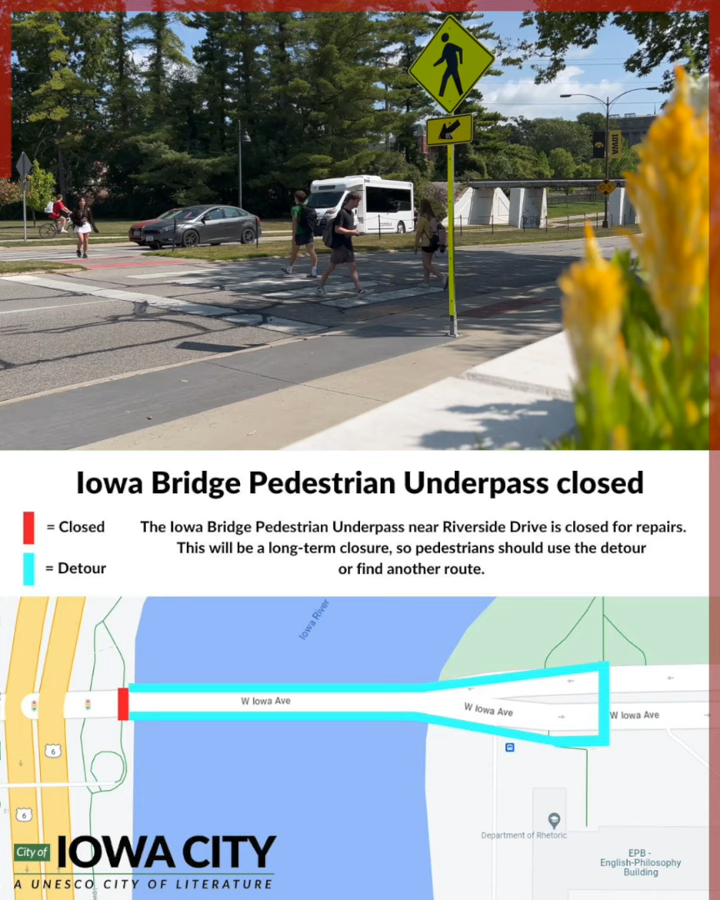 IOWA
Iowa Bridge Pedestrian Underpass closed
= Closed
= Detour
The Iowa Bridge Pedestrian Underpass near Riverside Drive is closed for repairs.
This will be a long-term closure, so pedestrians should use the detour
or find another route.
Iowa River
W Iowa Ave
W Iowa Ave
W Iowa Ave
6
6
Department of Rhetoric
EPB -
English-Philosophy
Building
City of IOWA CITY
A UNESCO CITY OF LITERATURE